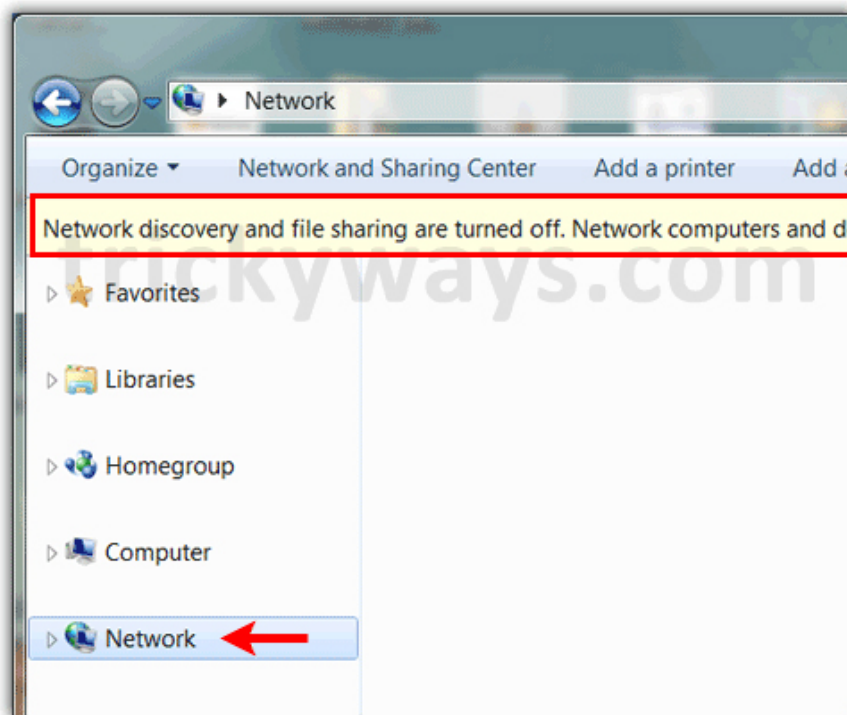 Network
Organize Network and Sharing Center Add a printer Add
Network discovery and file sharing are turned off. Network computers and d
trickyways.com
Favorites
Libraries
Homegroup
Computer
Network